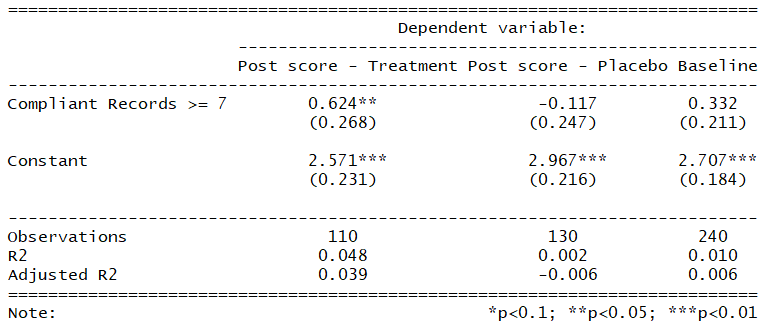 Dependent variable:
Post score - Treatment Post score - Placebo Baseline
Compliant Records >= 7 0.624** -0.117 0.332
(0.268) (0.247) (0.211)
Constant 2.571*** 2.967*** 2.707***
(0.231) (0.216) (0.184)
Observations 110 130 240
R2 0.048 0.002 0.010
Adjusted R2 0.039 -0.006 0.006
Note: *p<0.1; **p<0.05; ***p<0.01